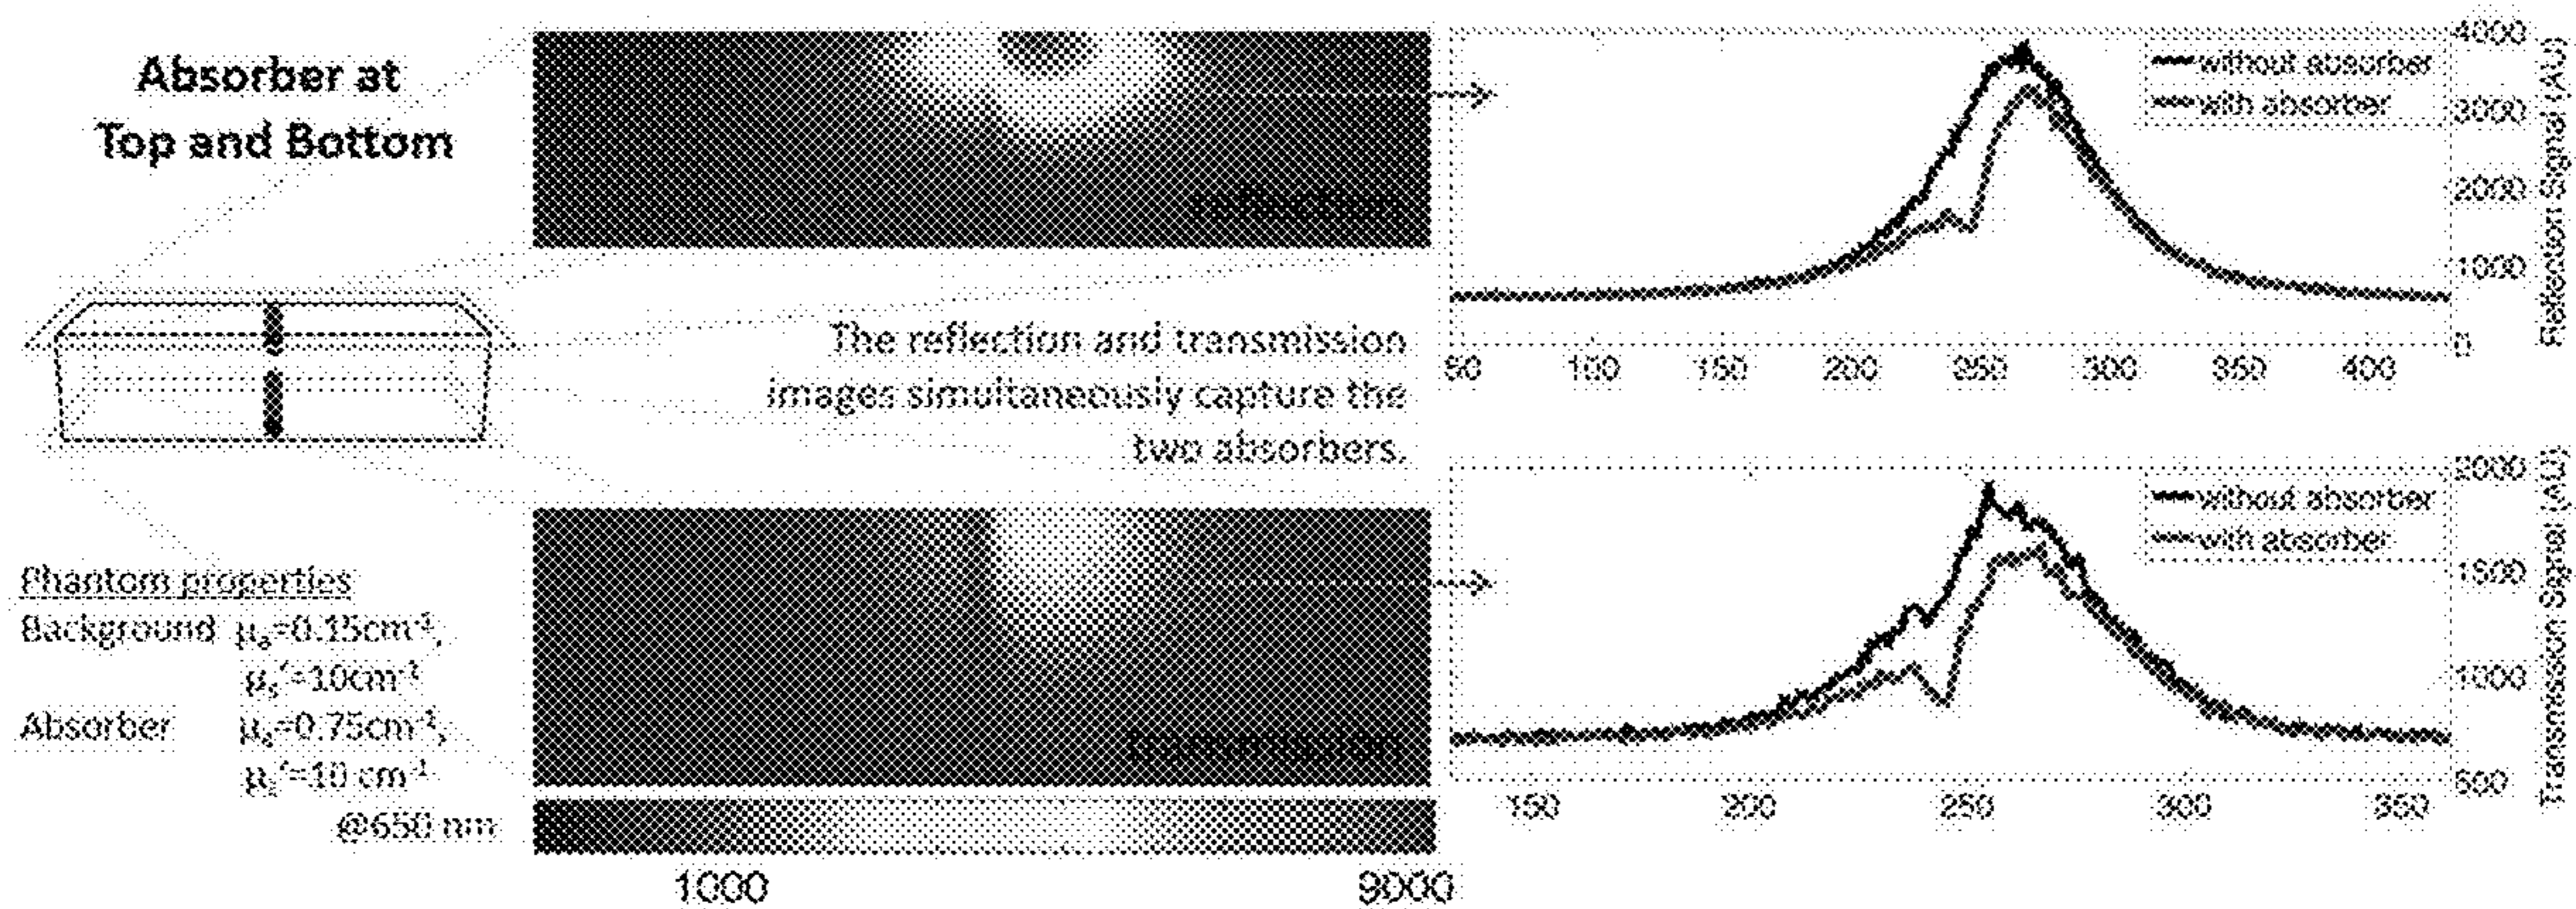 Absorber at
Top and Bottom
reflection
The reflection and transmission
images simultaneously capture the
two absorbers.
Phantom properties
Background μₐ=0.15cm⁻¹,
μₛ′=10cm⁻¹
Absorber μₐ=0.75cm⁻¹,
μₛ′=10 cm⁻¹
@650 nm
transmission
1000
9000
without absorber
with absorber
4000
3000
2000
1000
0
Reflection Signal (AU)
50 100 150 200 250 300 350 400
without absorber
with absorber
2000
1500
1000
500
Transmission Signal (AU)
150 200 250 300 350